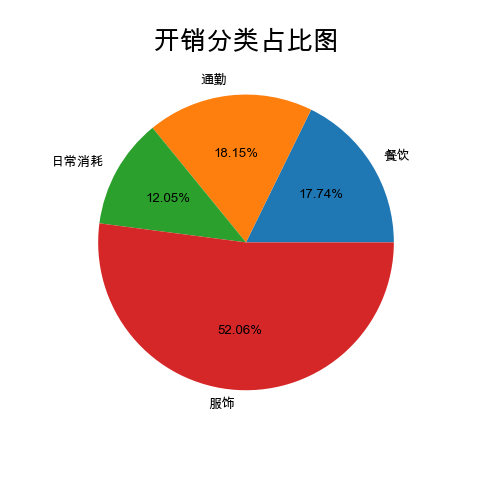 开销分类占比图
通勤
餐饮
18.15%
日常消耗
17.74%
12.05%
52.06%
服饰